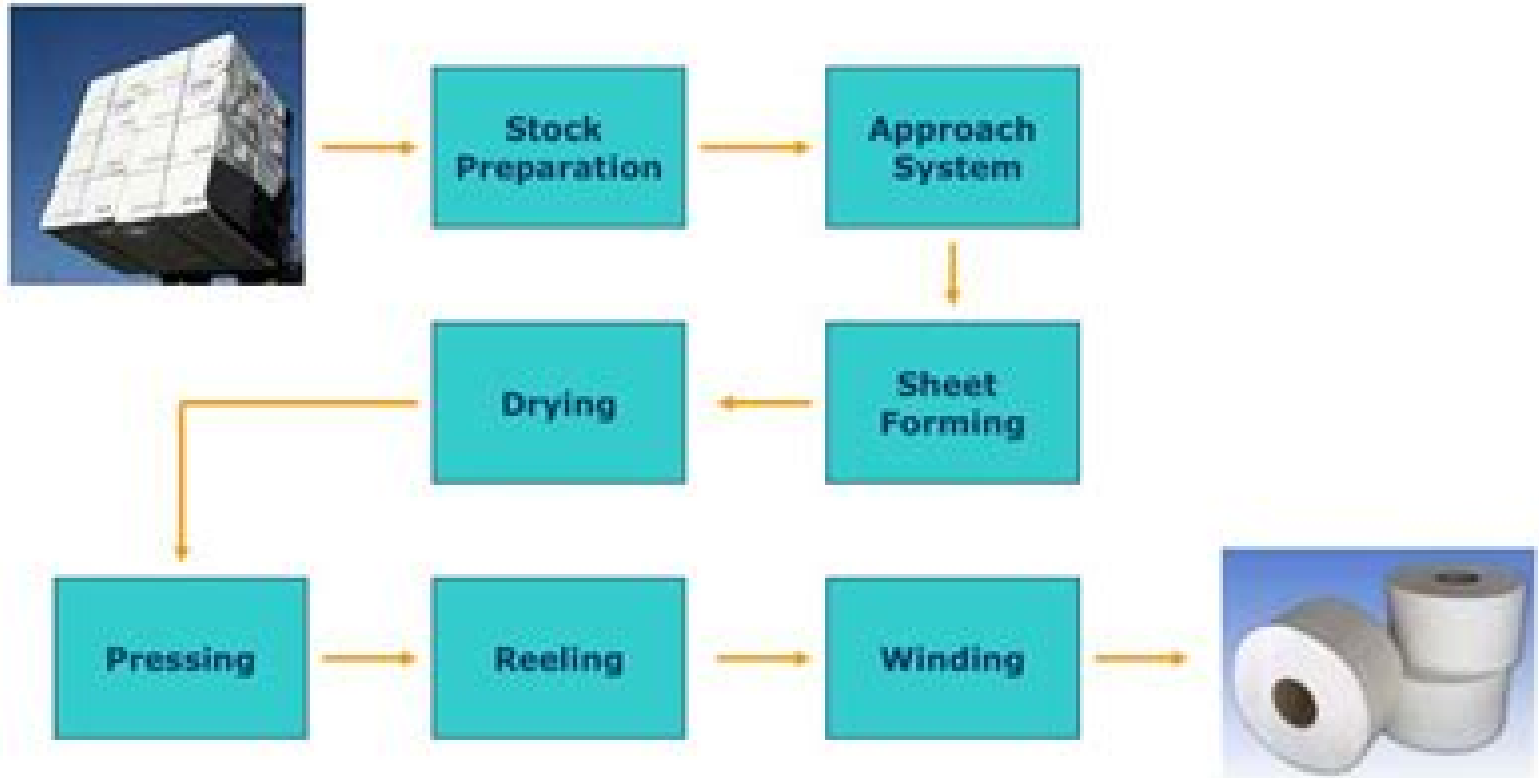 Stock
Preparation
Approach
System
Drying
Sheet
Forming
Pressing
Reeling
Winding